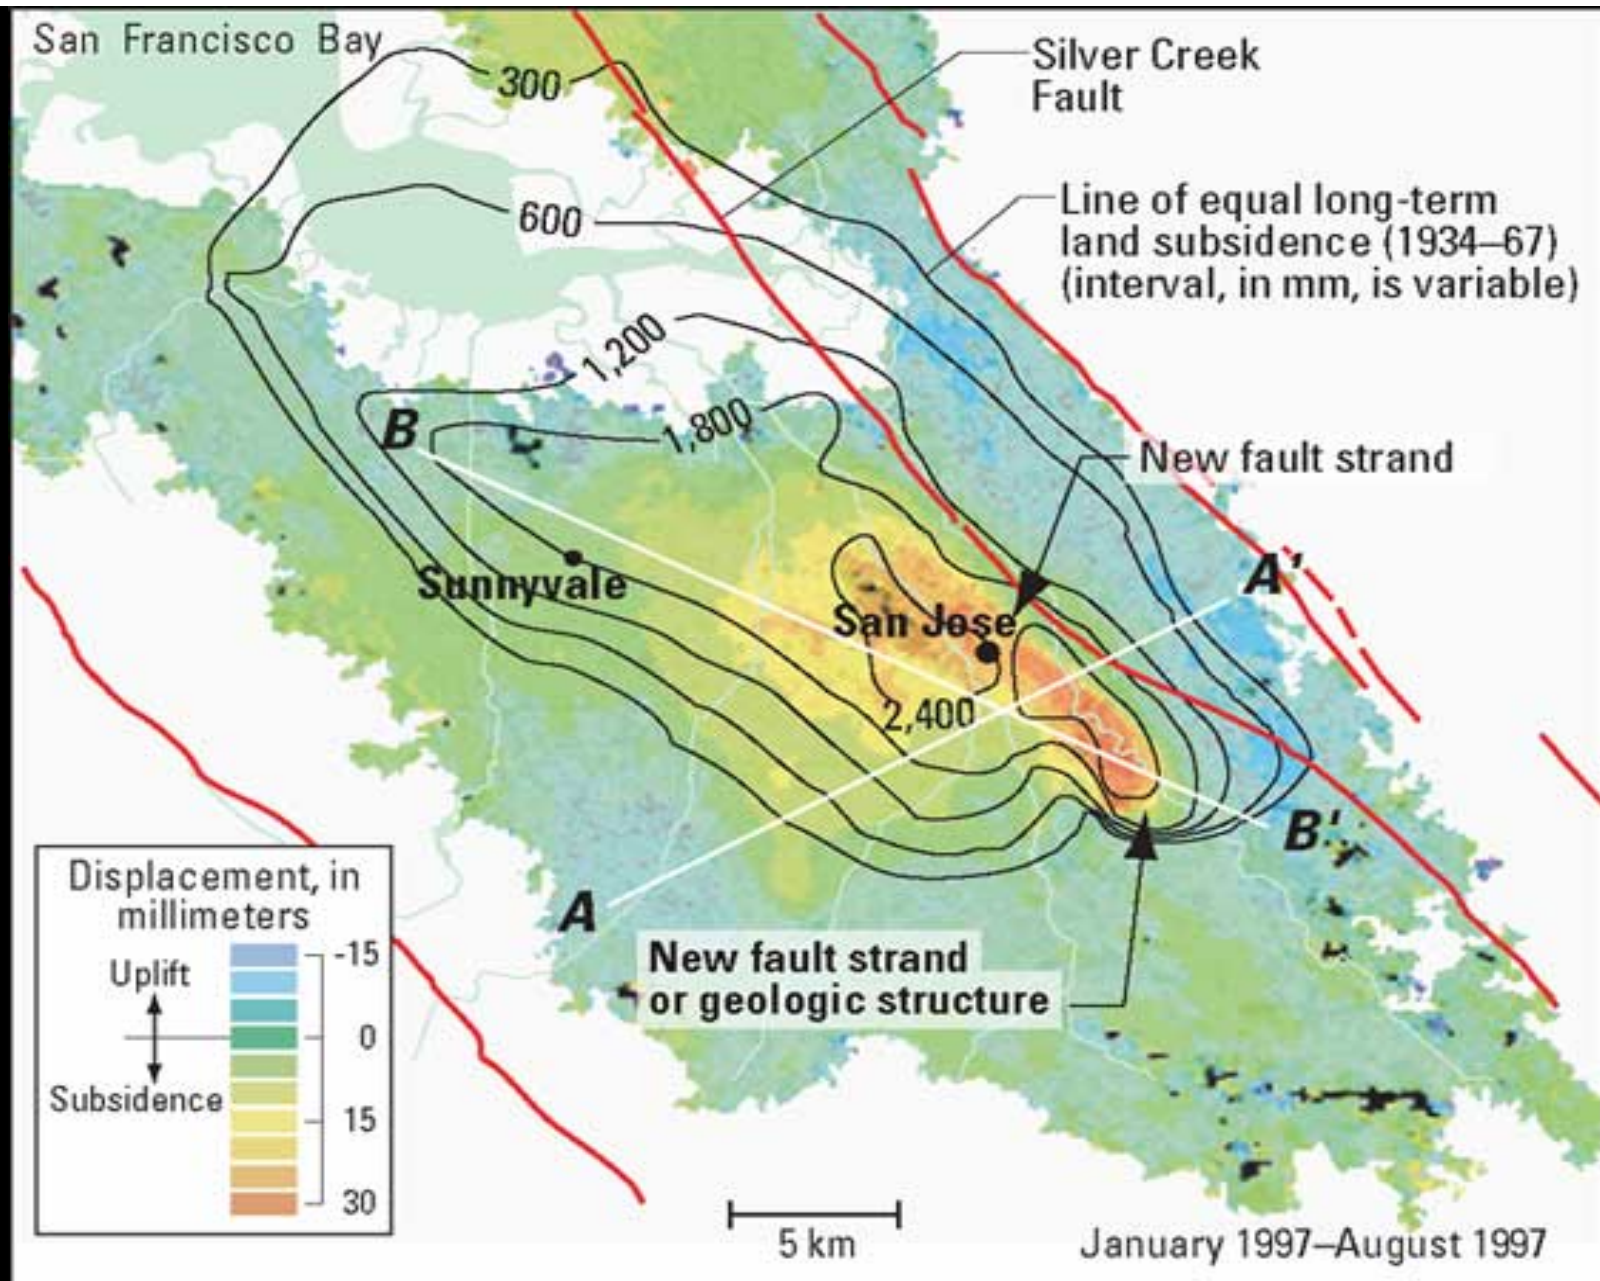 San Francisco Bay
300
Silver Creek
Fault
600
Line of equal long-term
land subsidence (1934–67)
(interval, in mm, is variable)
1,200
B
1,800
New fault strand
A'
Sunnyvale
San Jose
2,400
B'
A
New fault strand
or geologic structure
Displacement, in
millimeters
Uplift
-15
0
Subsidence
15
30
5 km
January 1997–August 1997